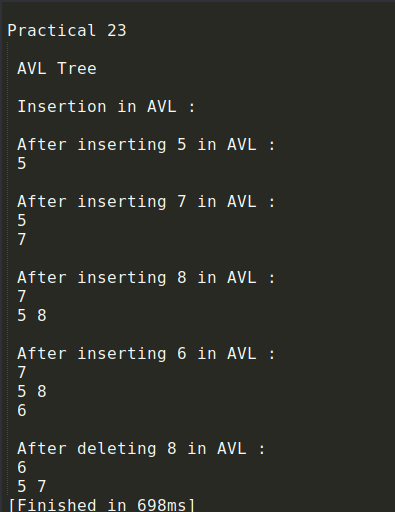 Practical 23
AVL Tree
Insertion in AVL :
After inserting 5 in AVL :
5
After inserting 7 in AVL :
5
7
After inserting 8 in AVL :
7
5 8
After inserting 6 in AVL :
7
5 8
6
After deleting 8 in AVL :
6
5 7
[Finished in 698ms]